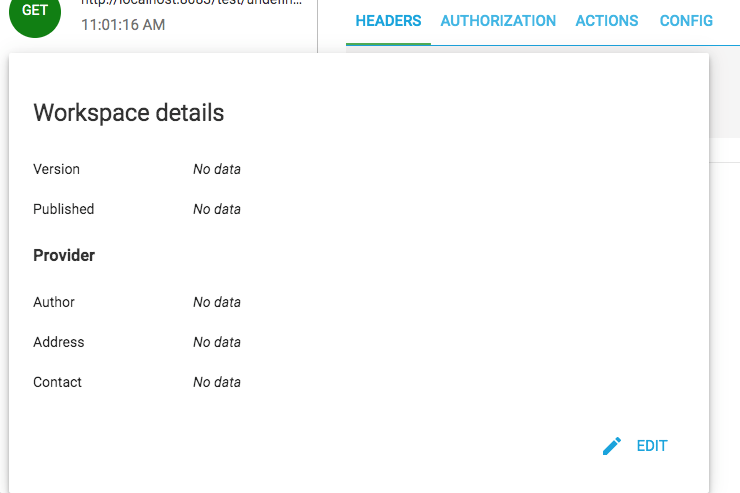 GET
http://localhost:8083/test/undefin...
11:01:16 AM
HEADERS AUTHORIZATION ACTIONS CONFIG
Workspace details
Version No data
Published No data
Provider
Author No data
Address No data
Contact No data
EDIT